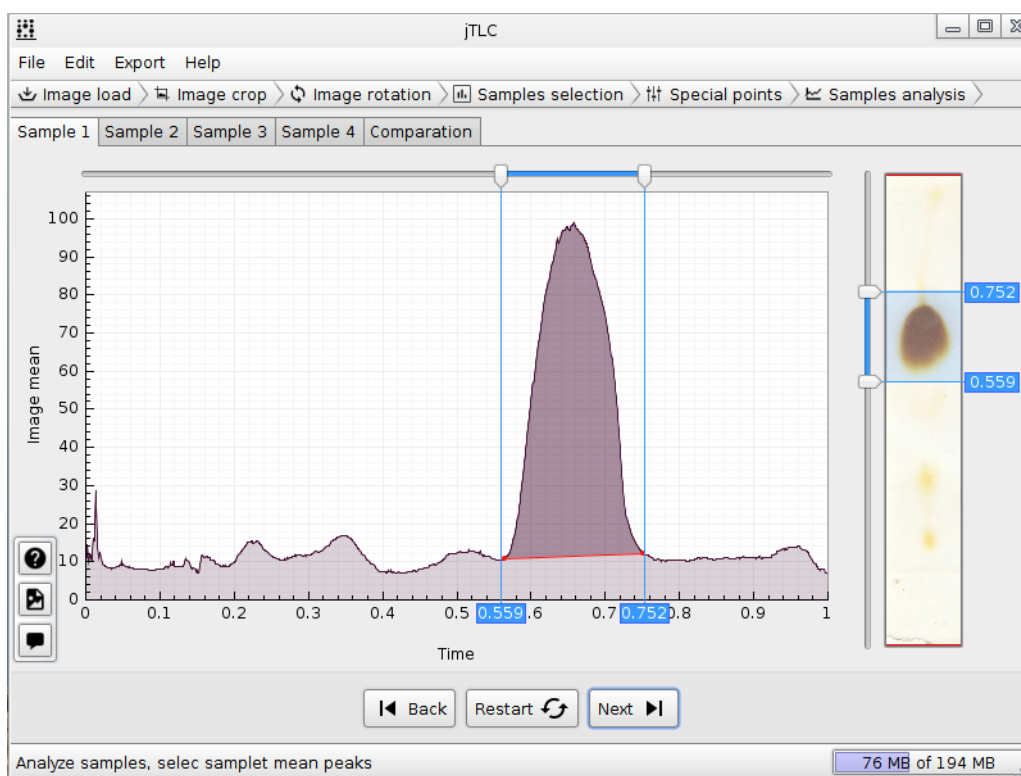 jTLC
File Edit Export Help
Image load Image crop Image rotation Samples selection Special points Samples analysis
Sample 1 Sample 2 Sample 3 Sample 4 Comparation
100
90
80
70
60
50
40
30
20
10
0
Image mean
0 0.1 0.2 0.3 0.4 0.5 0.559 .6 0.7 0.752 0.8 0.9 1
Time
0.752
0.559
Back Restart Next
Analyze samples, selec samplet mean peaks
76 MB of 194 MB